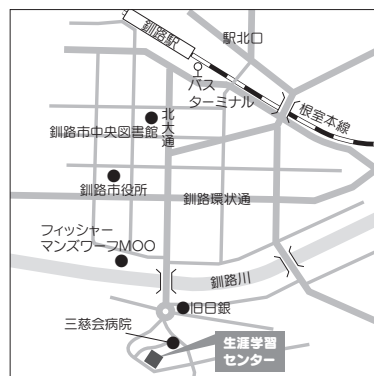 釧路駅
駅北口
バス
ターミナル
根室本線
北大通
釧路市中央図書館
釧路市役所
釧路環状通
フィッシャー
マンズワーフMOO
釧路川
旧日銀
三慈会病院
生涯学習
センター